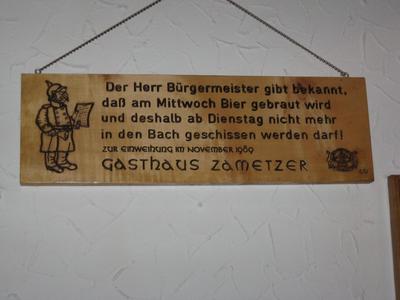 Der Herr Bürgermeister gibt bekannt,
daß am Mittwoch Bier gebraut wird
und deshalb ab Dienstag nicht mehr
in den Bach geschissen werden darf!
ZUR EINWEIHUNG IM NOVEMBER 1989
GASTHAUS ZAMETZER